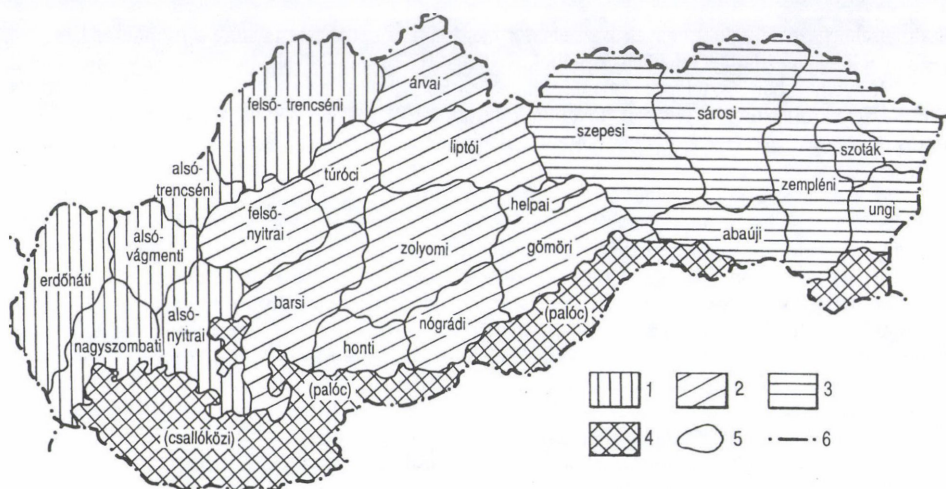 árvai
felső- trencséni
sárosi
szepesi
liptói
szoták
túróci
alsó-
trencséni
zempléni
helpai
felső-
nyitrai
ungi
alsó-
vágmenti
zolyomi
gömöri
abaúji
erdőháti
barsi
alsó-
nyitrai
nógrádi
(palóc)
nagyszombati
honti
(palóc)
(csallóközi)
1
2
3
4
5
6